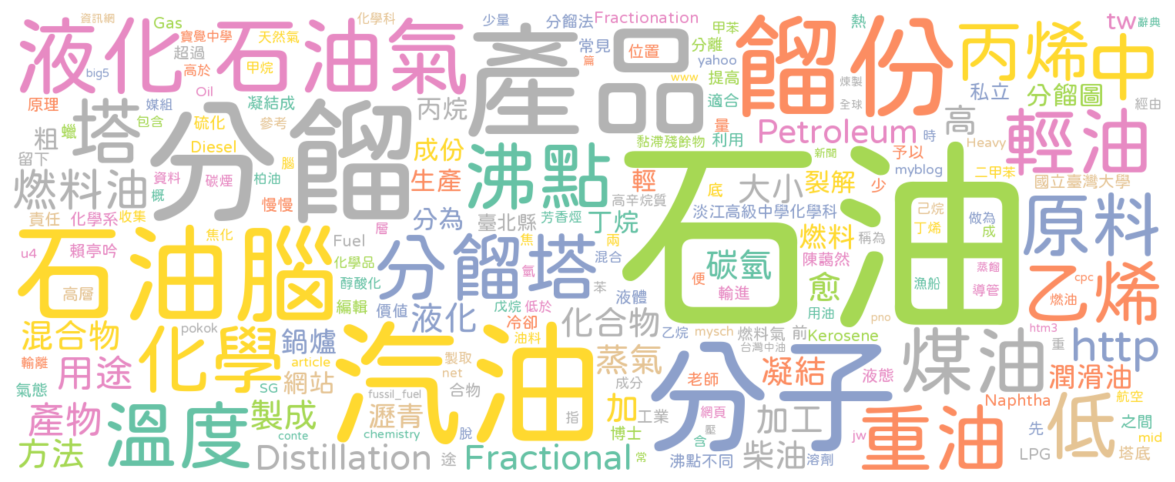 資訊網
Gas
化學科
少量
分餾法
Fractionation
甲苯
熱
tw
辭典
液化石油氣
寶覺中學
天然氣
超過
big5
高於
甲烷
Oil
產品
常見
位置
篇
分離
yahoo
www
提高
餾份
煉製
全球
丙烯
中
私立
分餾圖
經由
原理
蠟
媒組
凝結成
丙烷
適合
量
Petroleum
高
輕油
粗
塔
分餾
包含
硫化
參考
Diesel
腦
成份
沸點
黏滯殘餘物
利用
新聞
時
予以
Heavy
留下
燃料油
資料
碳煙
柏油
概
慢慢
生產
輕
高辛烷質
底
大小
裂解
少
二甲苯
myblog
國立臺灣大學
責任
化學系
收集
焦化
層
分為
臺北縣
芳香烴
丁烷
淡江高級中學化學科
石油
己烷
丁烯
做為
成
原料
u4
賴亭吟
石油腦
Fuel
化學品
氣
焦
兩
混合
分餾塔
碳氫
便
輸進
燃料
陳藹然
稱為
漁船
蒸餾
導管
乙烯
高層
醇酸化
編輯
價值
戊烷
低於
苯
液體
愈
用油
燃油
cpc
混合物
pokok
鍋爐
液化
冷卻
油料
化合物
乙烷
mysch
燃料氣
台灣中油
前
Kerosene
pno
htm3
重
http
輸離
化學
article
製取
net
汽油
蒸氣
分子
老師
凝結
液態
煤油
潤滑油
氣態
用途
SG
網站
fussil_fuel
合物
成分
Naphtha
航空
產物
溫度
製成
瀝青
指
加
工業
網頁
壓
加工
重油
低
先
之間
方法
conte
chemistry
脫
博士
含
jw
mid
Distillation
途
Fractional
常
沸點不同
溶劑
柴油
LPG
塔底